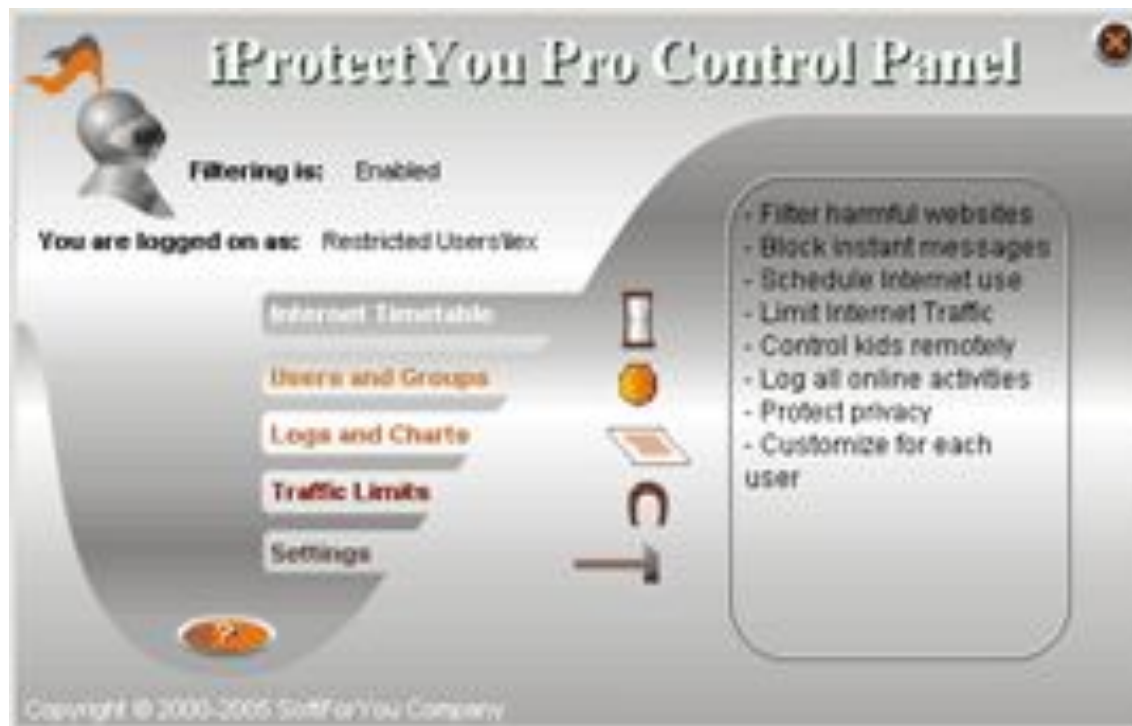 iProtectYou Pro Control Panel
Filtering is: Enabled
You are logged on as: Restricted Users\
Internet Timetable
Users and Groups
Logs and Charts
Traffic Limits
Settings
?
- Filter harmful websites
- Block instant messages
- Schedule Internet use
- Limit Internet Traffic
- Control kids remotely
- Log all online activities
- Protect privacy
- Customize for each
user
Copyright © 2000-2005 SoftForYou Company